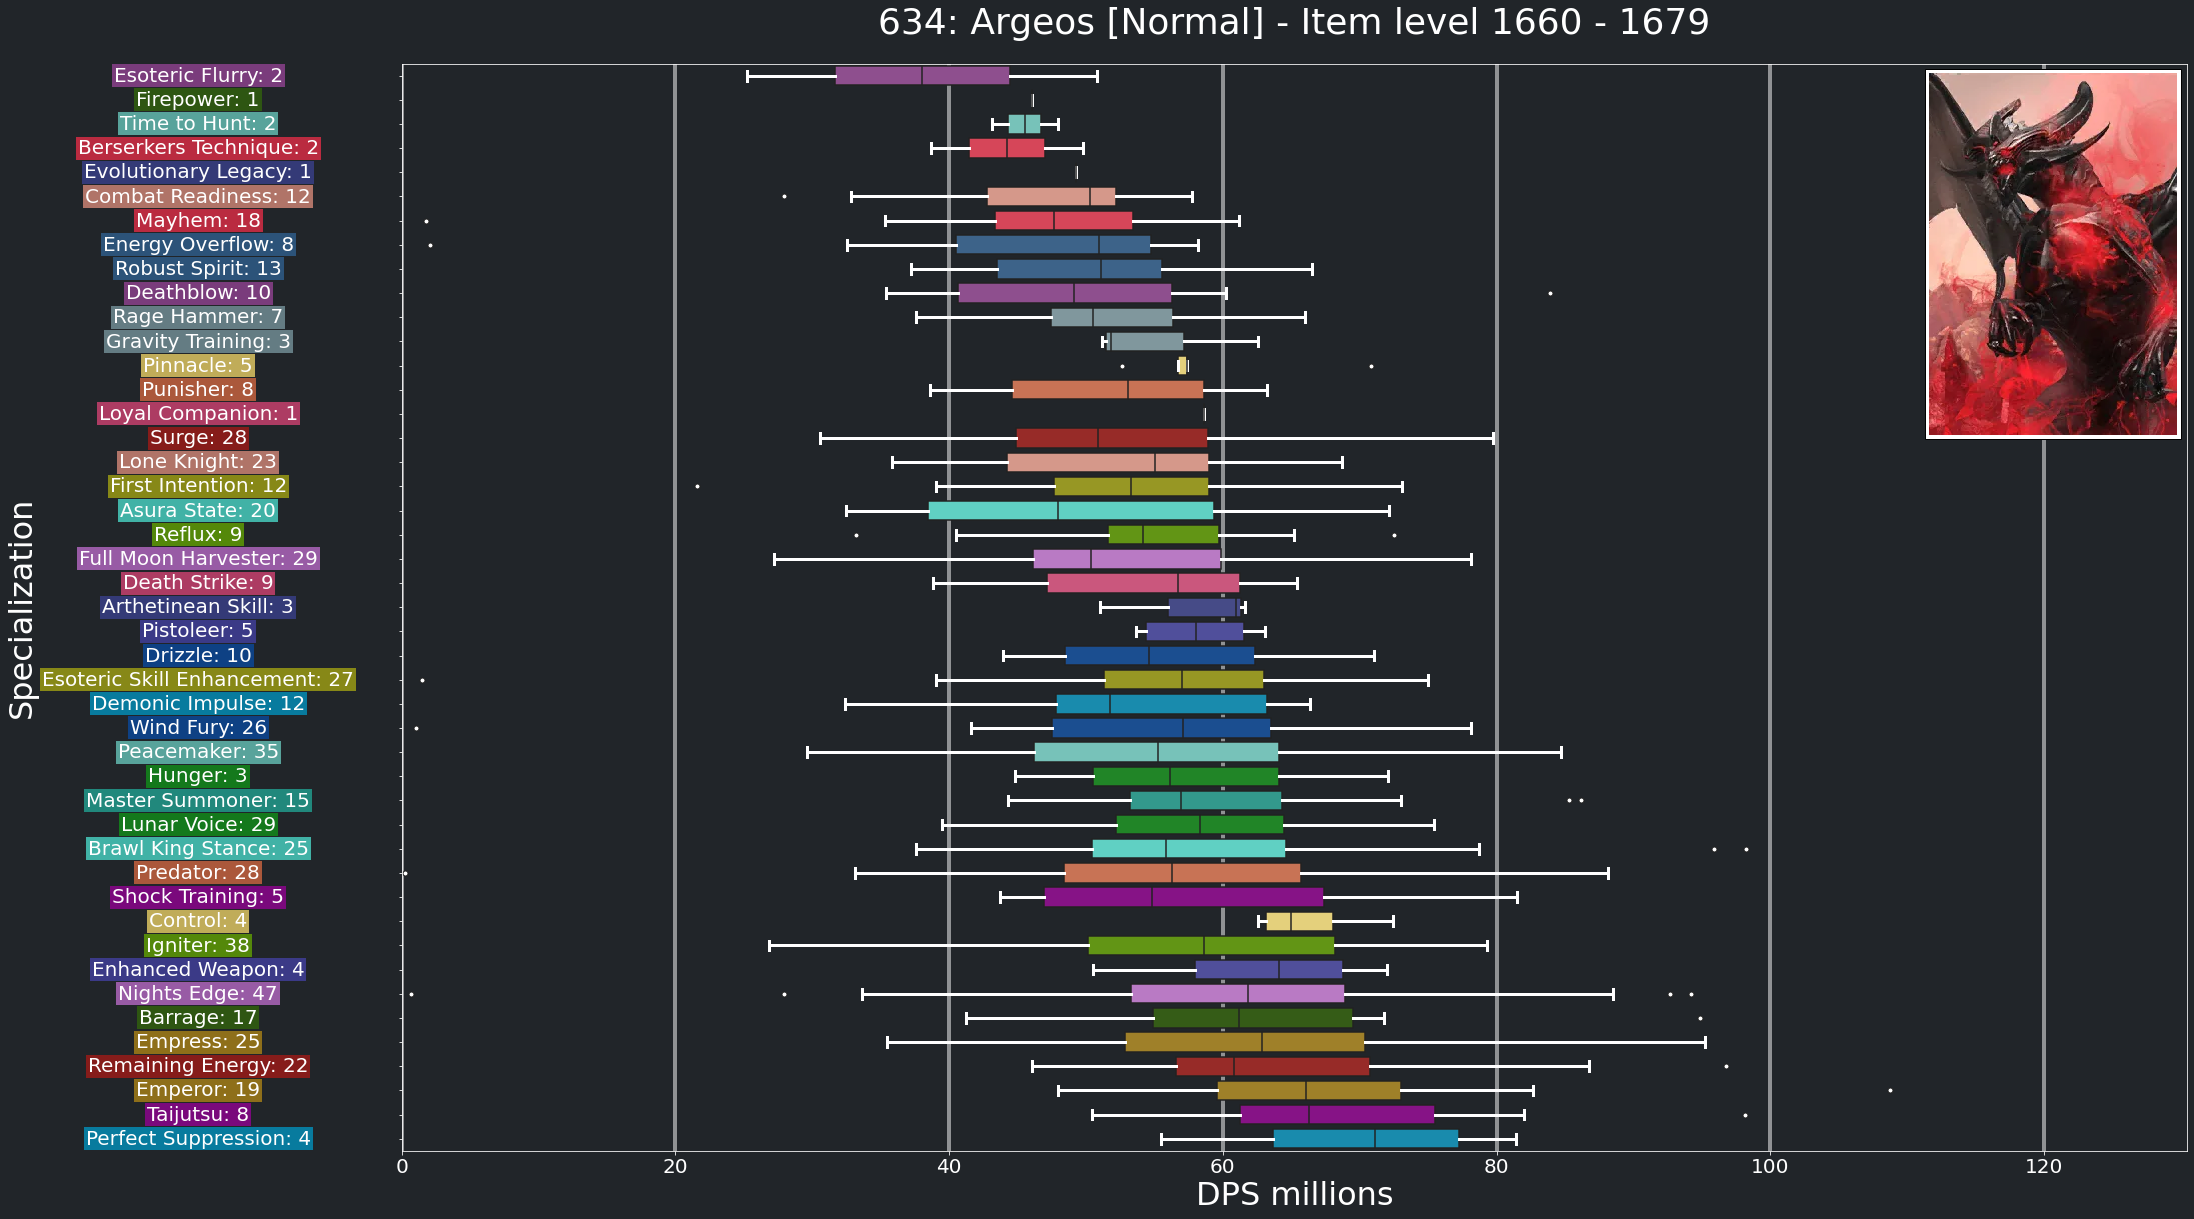 634: Argeos [Normal] - Item level 1660 - 1679
Esoteric Flurry: 2
Firepower: 1
Time to Hunt: 2
Berserkers Technique: 2
Evolutionary Legacy: 1
Combat Readiness: 12
Mayhem: 18
Energy Overflow: 8
Robust Spirit: 13
Deathblow: 10
Rage Hammer: 7
Gravity Training: 3
Pinnacle: 5
Punisher: 8
Loyal Companion: 1
Surge: 28
Lone Knight: 23
First Intention: 12
Asura State: 20
Reflux: 9
Full Moon Harvester: 29
Death Strike: 9
Arthetinean Skill: 3
Pistoleer: 5
Drizzle: 10
Esoteric Skill Enhancement: 27
Demonic Impulse: 12
Wind Fury: 26
Peacemaker: 35
Hunger: 3
Master Summoner: 15
Lunar Voice: 29
Brawl King Stance: 25
Predator: 28
Shock Training: 5
Control: 4
Igniter: 38
Enhanced Weapon: 4
Nights Edge: 47
Barrage: 17
Empress: 25
Remaining Energy: 22
Emperor: 19
Taijutsu: 8
Perfect Suppression: 4
Specialization
0 20 40 60 80 100 120
DPS millions